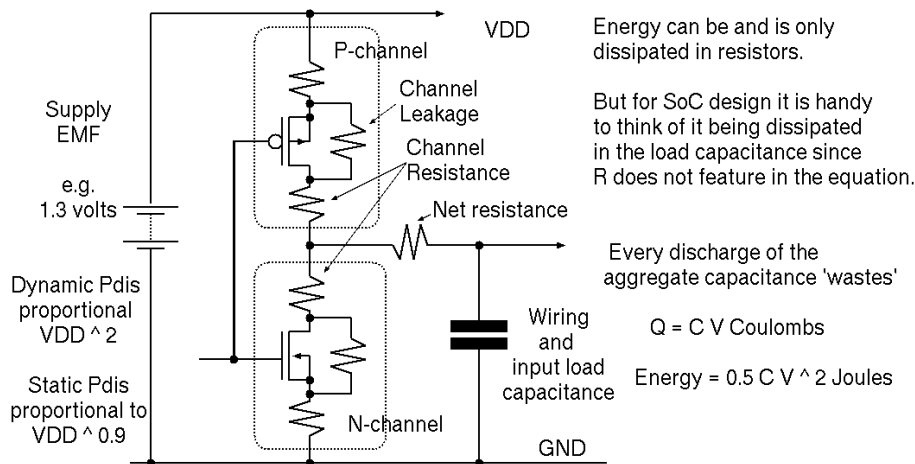 VDD
P-channel
Channel
Leakage
Channel
Resistance
Supply
EMF
e.g.
1.3 volts
Net resistance
Dynamic Pdis
proportional
VDD ^ 2
Static Pdis
proportional to
VDD ^ 0.9
Wiring
and
input load
capacitance
N-channel
GND
Energy can be and is only
dissipated in resistors.
But for SoC design it is handy
to think of it being dissipated
in the load capacitance since
R does not feature in the equation.
Every discharge of the
aggregate capacitance 'wastes'
Q = C V Coulombs
Energy = 0.5 C V ^ 2 Joules